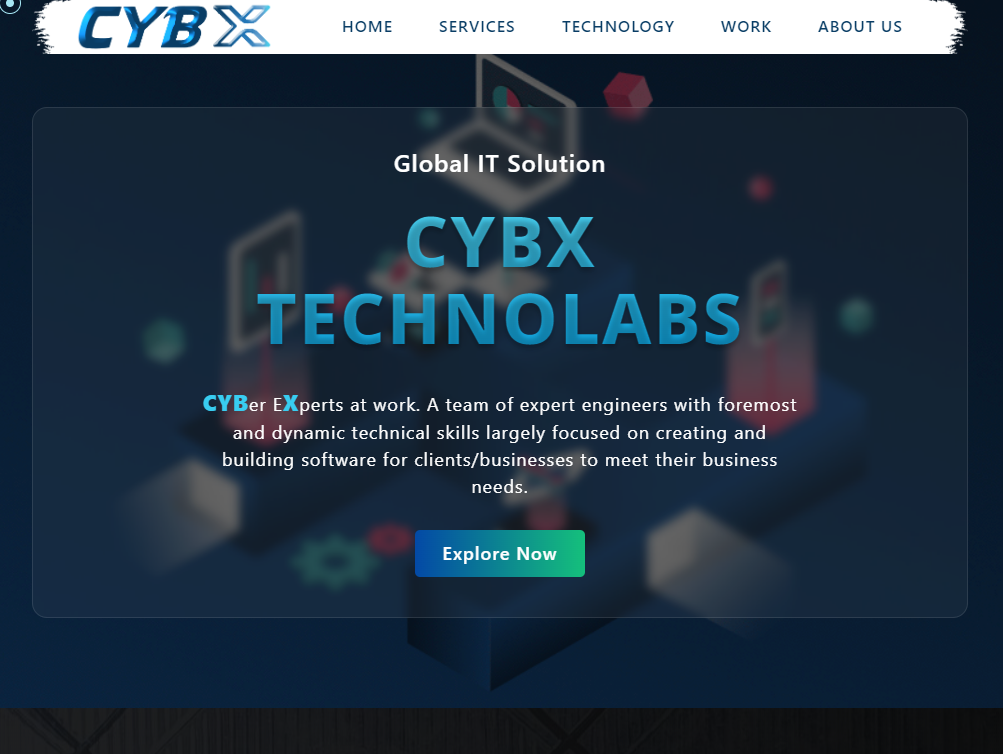 CYBX HOME SERVICES TECHNOLOGY WORK ABOUT US
Global IT Solution
CYBX
TECHNOLABS
CYBer EXperts at work. A team of expert engineers with foremost
and dynamic technical skills largely focused on creating and
building software for clients/businesses to meet their business
needs.
Explore Now